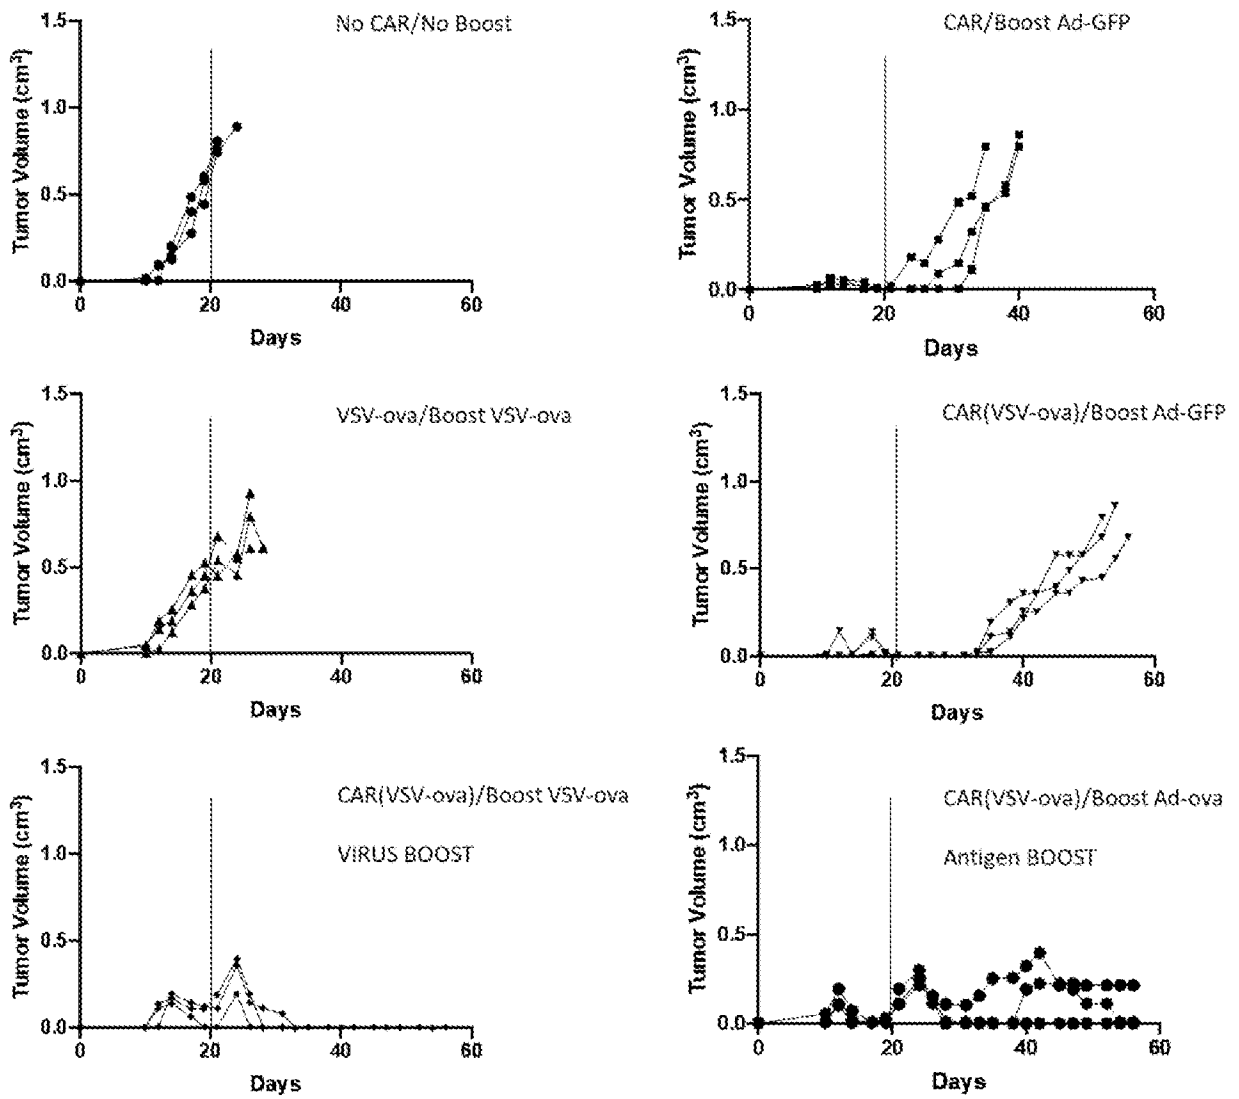 No CAR/No Boost
1.5
1.0
0.5
0.0
Tumor Volume (cm³)
0
20
40
60
Days
CAR/Boost Ad-GFP
1.5
1.0
0.5
0.0
Tumor Volume (cm³)
0
20
40
60
Days
VSV-ova/Boost VSV-ova
1.5
1.0
0.5
0.0
Tumor Volume (cm³)
0
20
40
60
Days
CAR(VSV-ova)/Boost Ad-GFP
1.5
1.0
0.5
0.0
Tumor Volume (cm³)
0
20
40
60
Days
CAR(VSV-ova)/Boost VSV-ova
VIRUS BOOST
1.5
1.0
0.5
0.0
Tumor Volume (cm³)
0
20
40
60
Days
CAR(VSV-ova)/Boost Ad-ova
Antigen BOOST
1.5
1.0
0.5
0.0
Tumor Volume (cm³)
0
20
40
60
Days